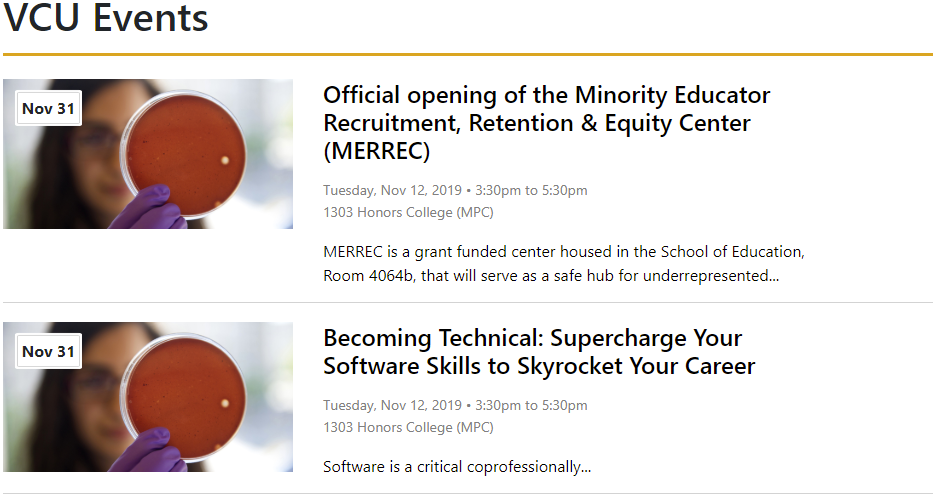 VCU Events
Nov 31
Official opening of the Minority Educator
Recruitment, Retention & Equity Center
(MERREC)
Tuesday, Nov 12, 2019 • 3:30pm to 5:30pm
1303 Honors College (MPC)
MERREC is a grant funded center housed in the School of Education,
Room 4064b, that will serve as a safe hub for underrepresented...
Nov 31
Becoming Technical: Supercharge Your
Software Skills to Skyrocket Your Career
Tuesday, Nov 12, 2019 • 3:30pm to 5:30pm
1303 Honors College (MPC)
Software is a critical coprofessionally...